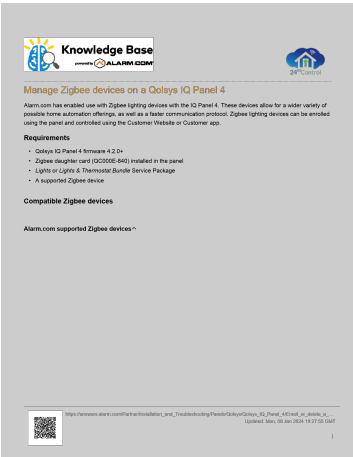 Knowledge Base
powered by ALARM.COM
24hrControl
Manage Zigbee devices on a Qolsys IQ Panel 4
Alarm.com has enabled use with Zigbee lighting devices with the IQ Panel 4. These devices allow for a wider variety of
possible home automation offerings, as well as a faster communication protocol. Zigbee lighting devices can be enrolled
using the panel and controlled using the Customer Website or Customer app.
Requirements
• Qolsys IQ Panel 4 firmware 4.2.0+
• Zigbee daughter card (QC000E-840) installed in the panel
• Lights or Lights & Thermostat Bundle Service Package
• A supported Zigbee device
Compatible Zigbee devices
Alarm.com supported Zigbee devices^
https://answers.alarm.com/Partner/Installation_and_Troubleshooting/Panels/Qolsys/Qolsys_IQ_Panel_4/Enroll_or_delete_a_...
Updated: Mon, 08 Jan 2024 19:27:55 GMT
1